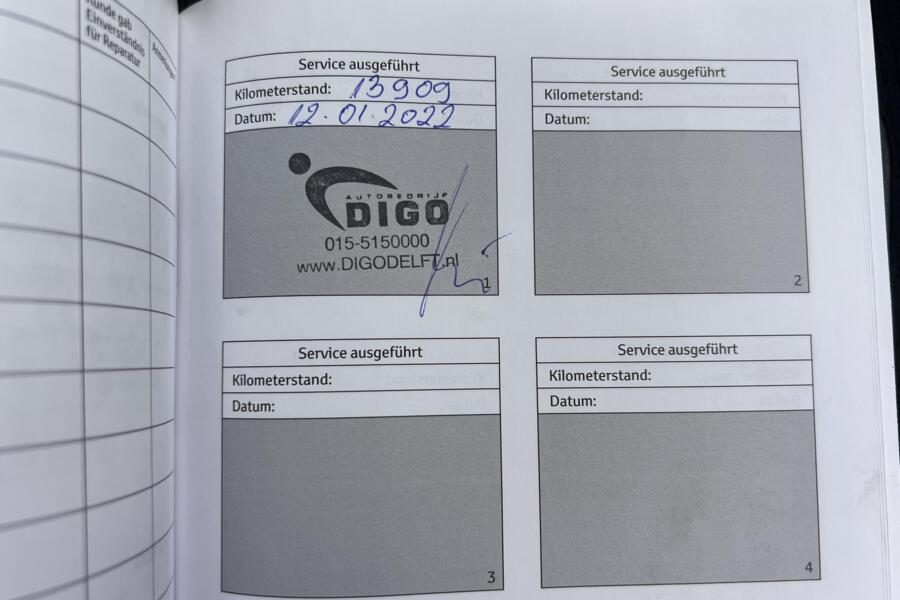 Kunde gab
Einverständnis
für Reparatur
Service ausgeführt
Kilometerstand: 13909
Datum: 12.01.2022
AUTOBEDRIJF
DIGO
015-5150000
www.DIGODELFT.nl
1
Service ausgeführt
Kilometerstand:
Datum:
2
Service ausgeführt
Kilometerstand:
Datum:
3
Service ausgeführt
Kilometerstand:
Datum:
4